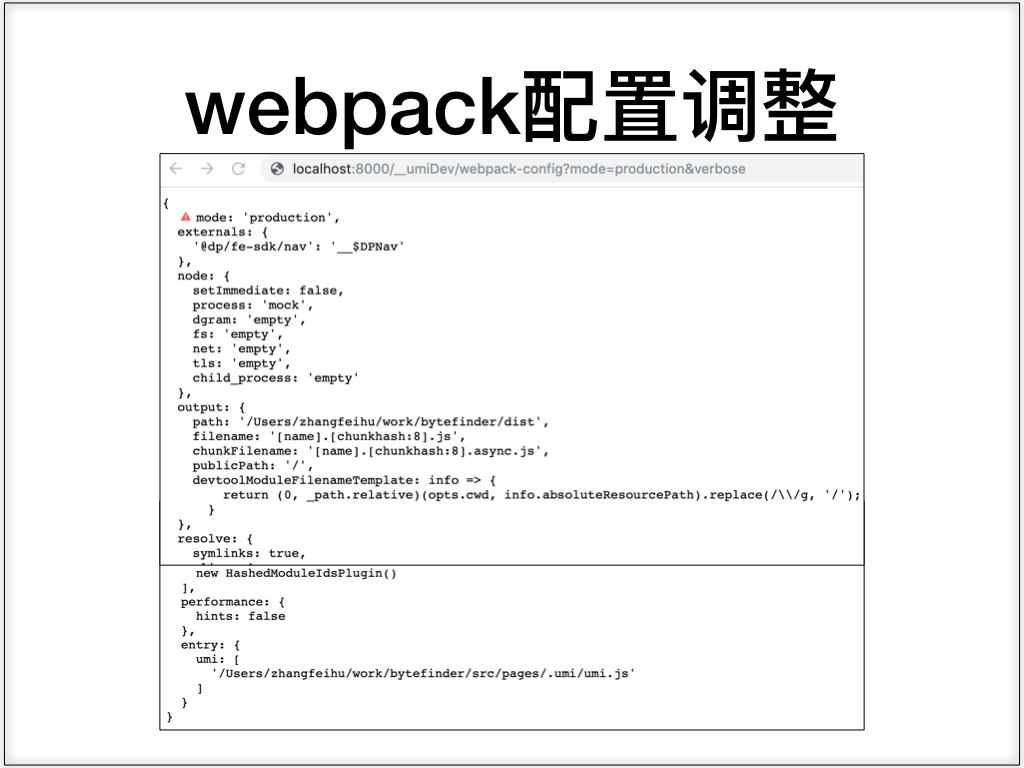 webpack配置调整
localhost:8000/__umiDev/webpack-config?mode=production&verbose
{
mode: 'production',
externals: {
'@dp/fe-sdk/nav': '__$DPNav'
},
node: {
setImmediate: false,
process: 'mock',
dgram: 'empty',
fs: 'empty',
net: 'empty',
tls: 'empty',
child_process: 'empty'
},
output: {
path: '/Users/zhangfeihu/work/bytefinder/dist',
filename: '[name].[chunkhash:8].js',
chunkFilename: '[name].[chunkhash:8].async.js',
publicPath: '/',
devtoolModuleFilenameTemplate: info => {
return (0, _path.relative)(opts.cwd, info.absoluteResourcePath).replace(/\\/g, '/');
}
},
resolve: {
symlinks: true,
new HashedModuleIdsPlugin()
],
performance: {
hints: false
},
entry: {
umi: [
'/Users/zhangfeihu/work/bytefinder/src/pages/.umi/umi.js'
]
}
}